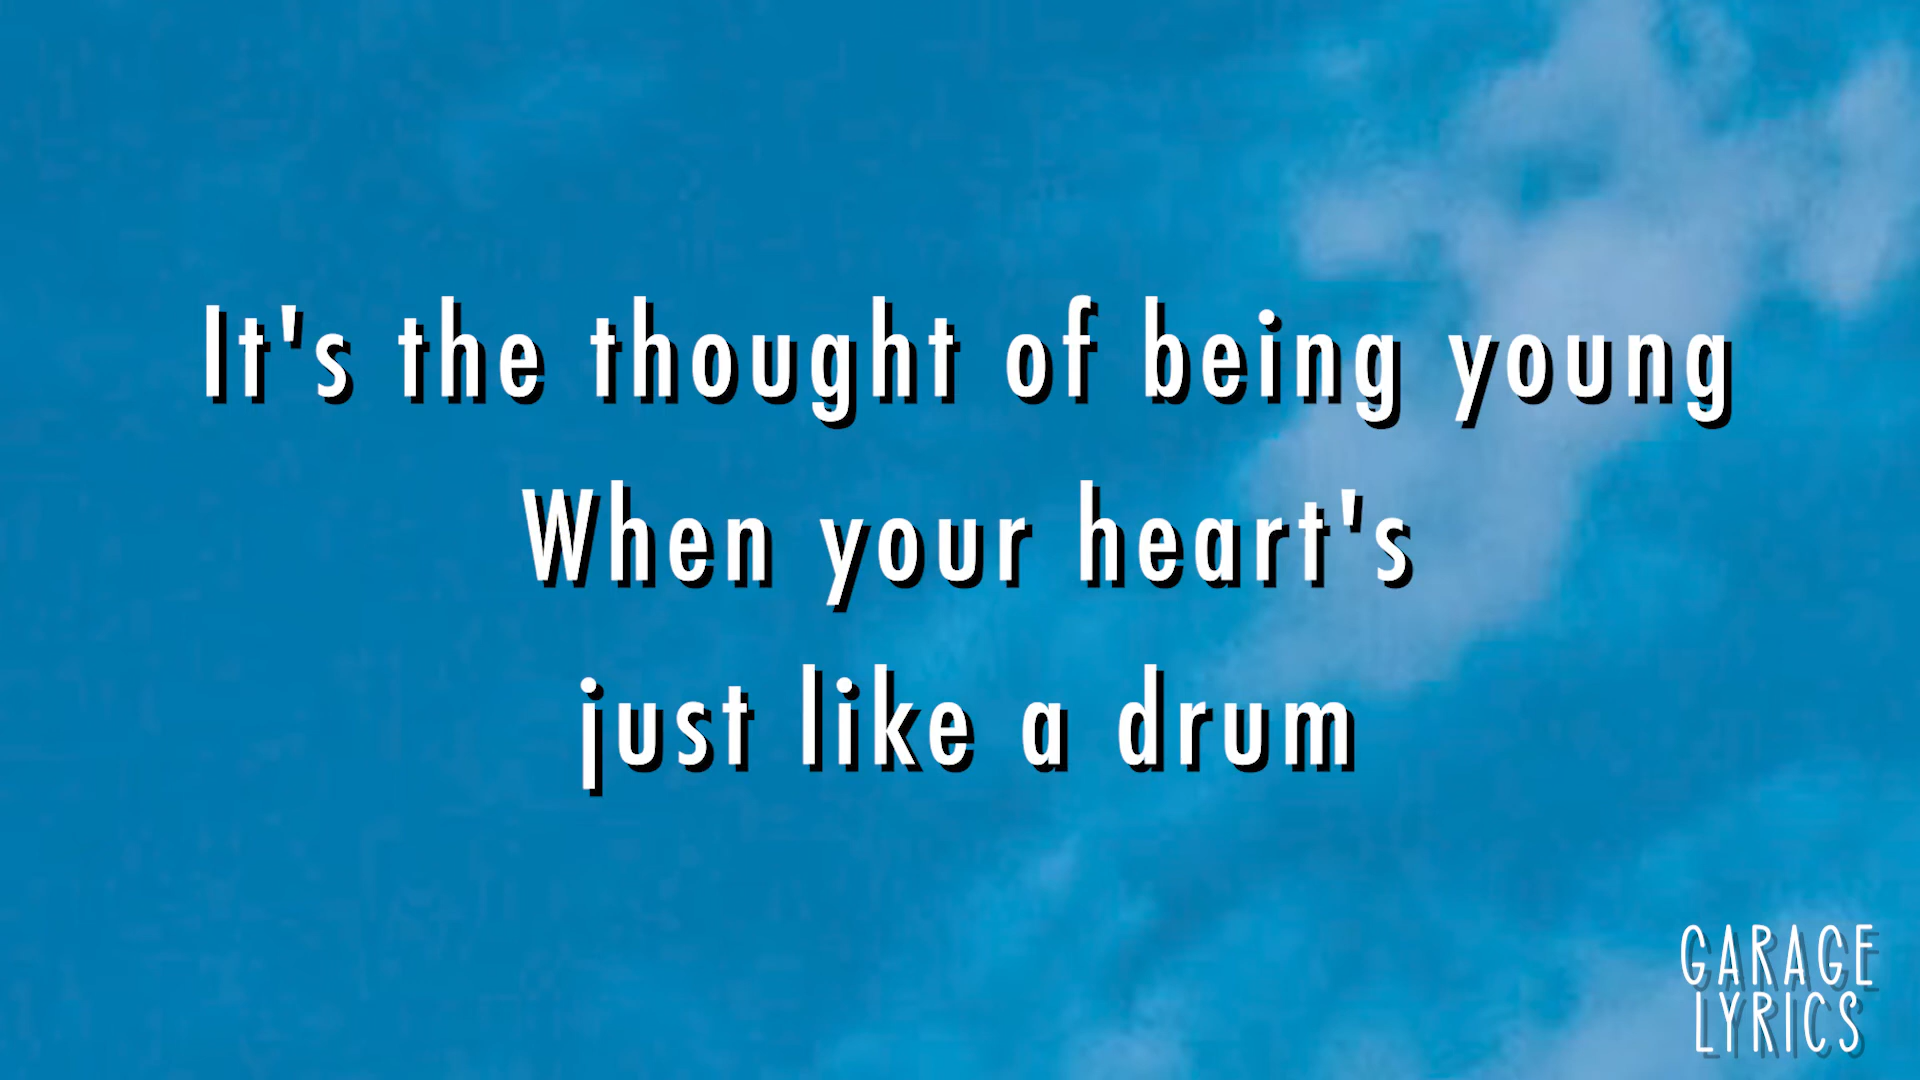 It's the thought of being young
When your heart's
just like a drum
GARAGE
LYRICS